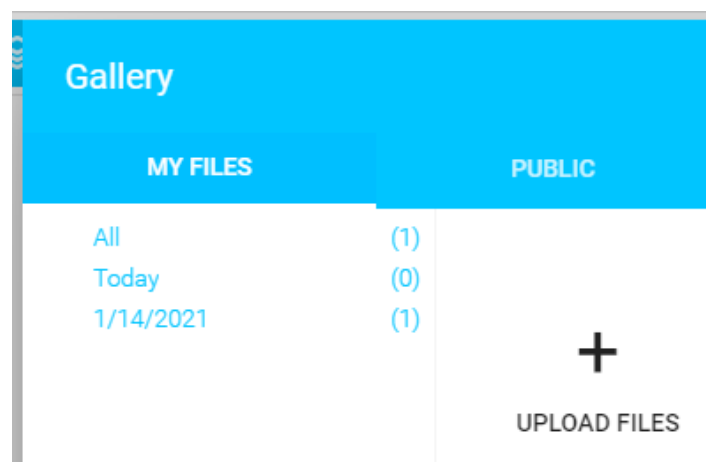 Gallery
MY FILES
PUBLIC
All (1)
Today (0)
1/14/2021 (1)
+
UPLOAD FILES